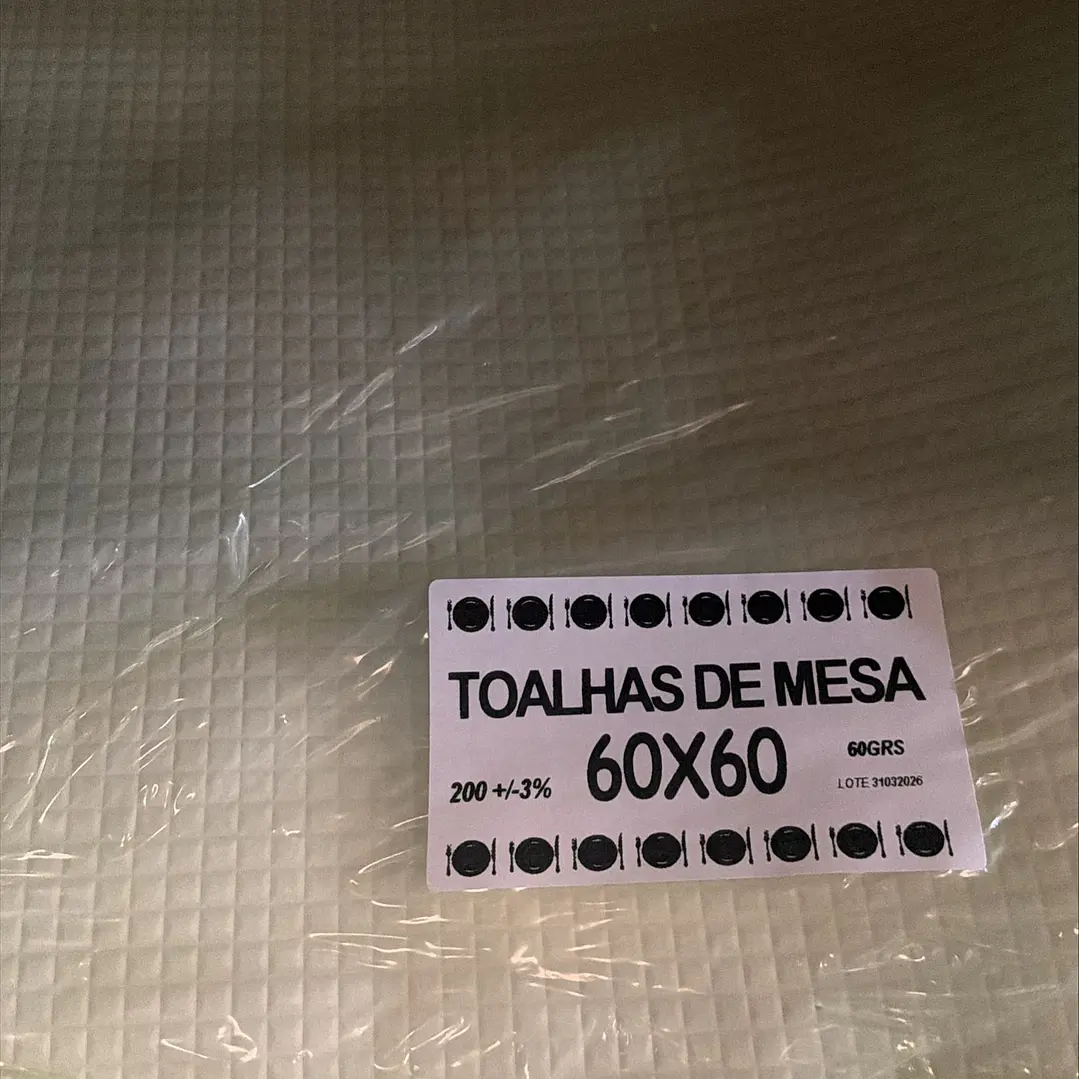 TOALHAS DE MESA
60X60
60GRS
200 +/-3%
LOTE 31032026